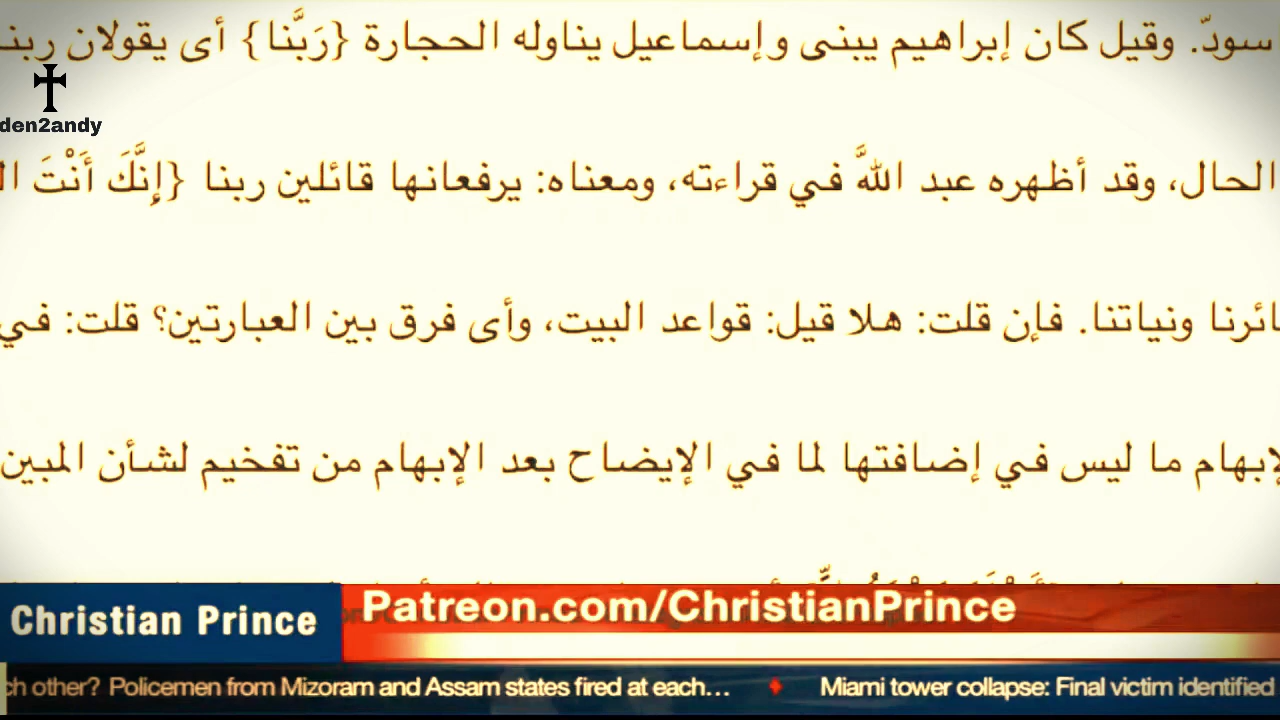 سودّ. وقيل كان إبراهيم يبنى وإسماعيل يناوله الحجارة {رَبَّنا} أى يقولان ربنا
den2andy
الحال، وقد أظهره عبد اللَّه في قراءته، ومعناه: يرفعانها قائلين ربنا {إِنَّكَ أَنْتَ
ائرنا ونياتنا. فإن قلت: هلا قيل: قواعد البيت، وأى فرق بين العبارتين؟ قلت: في
لإبهام ما ليس في إضافتها لما في الإيضاح بعد الإبهام من تفخيم لشأن المبين
Christian Prince
Patreon.com/ChristianPrince
ch other? Policemen from Mizoram and Assam states fired at each... ♦ Miami tower collapse: Final victim identified